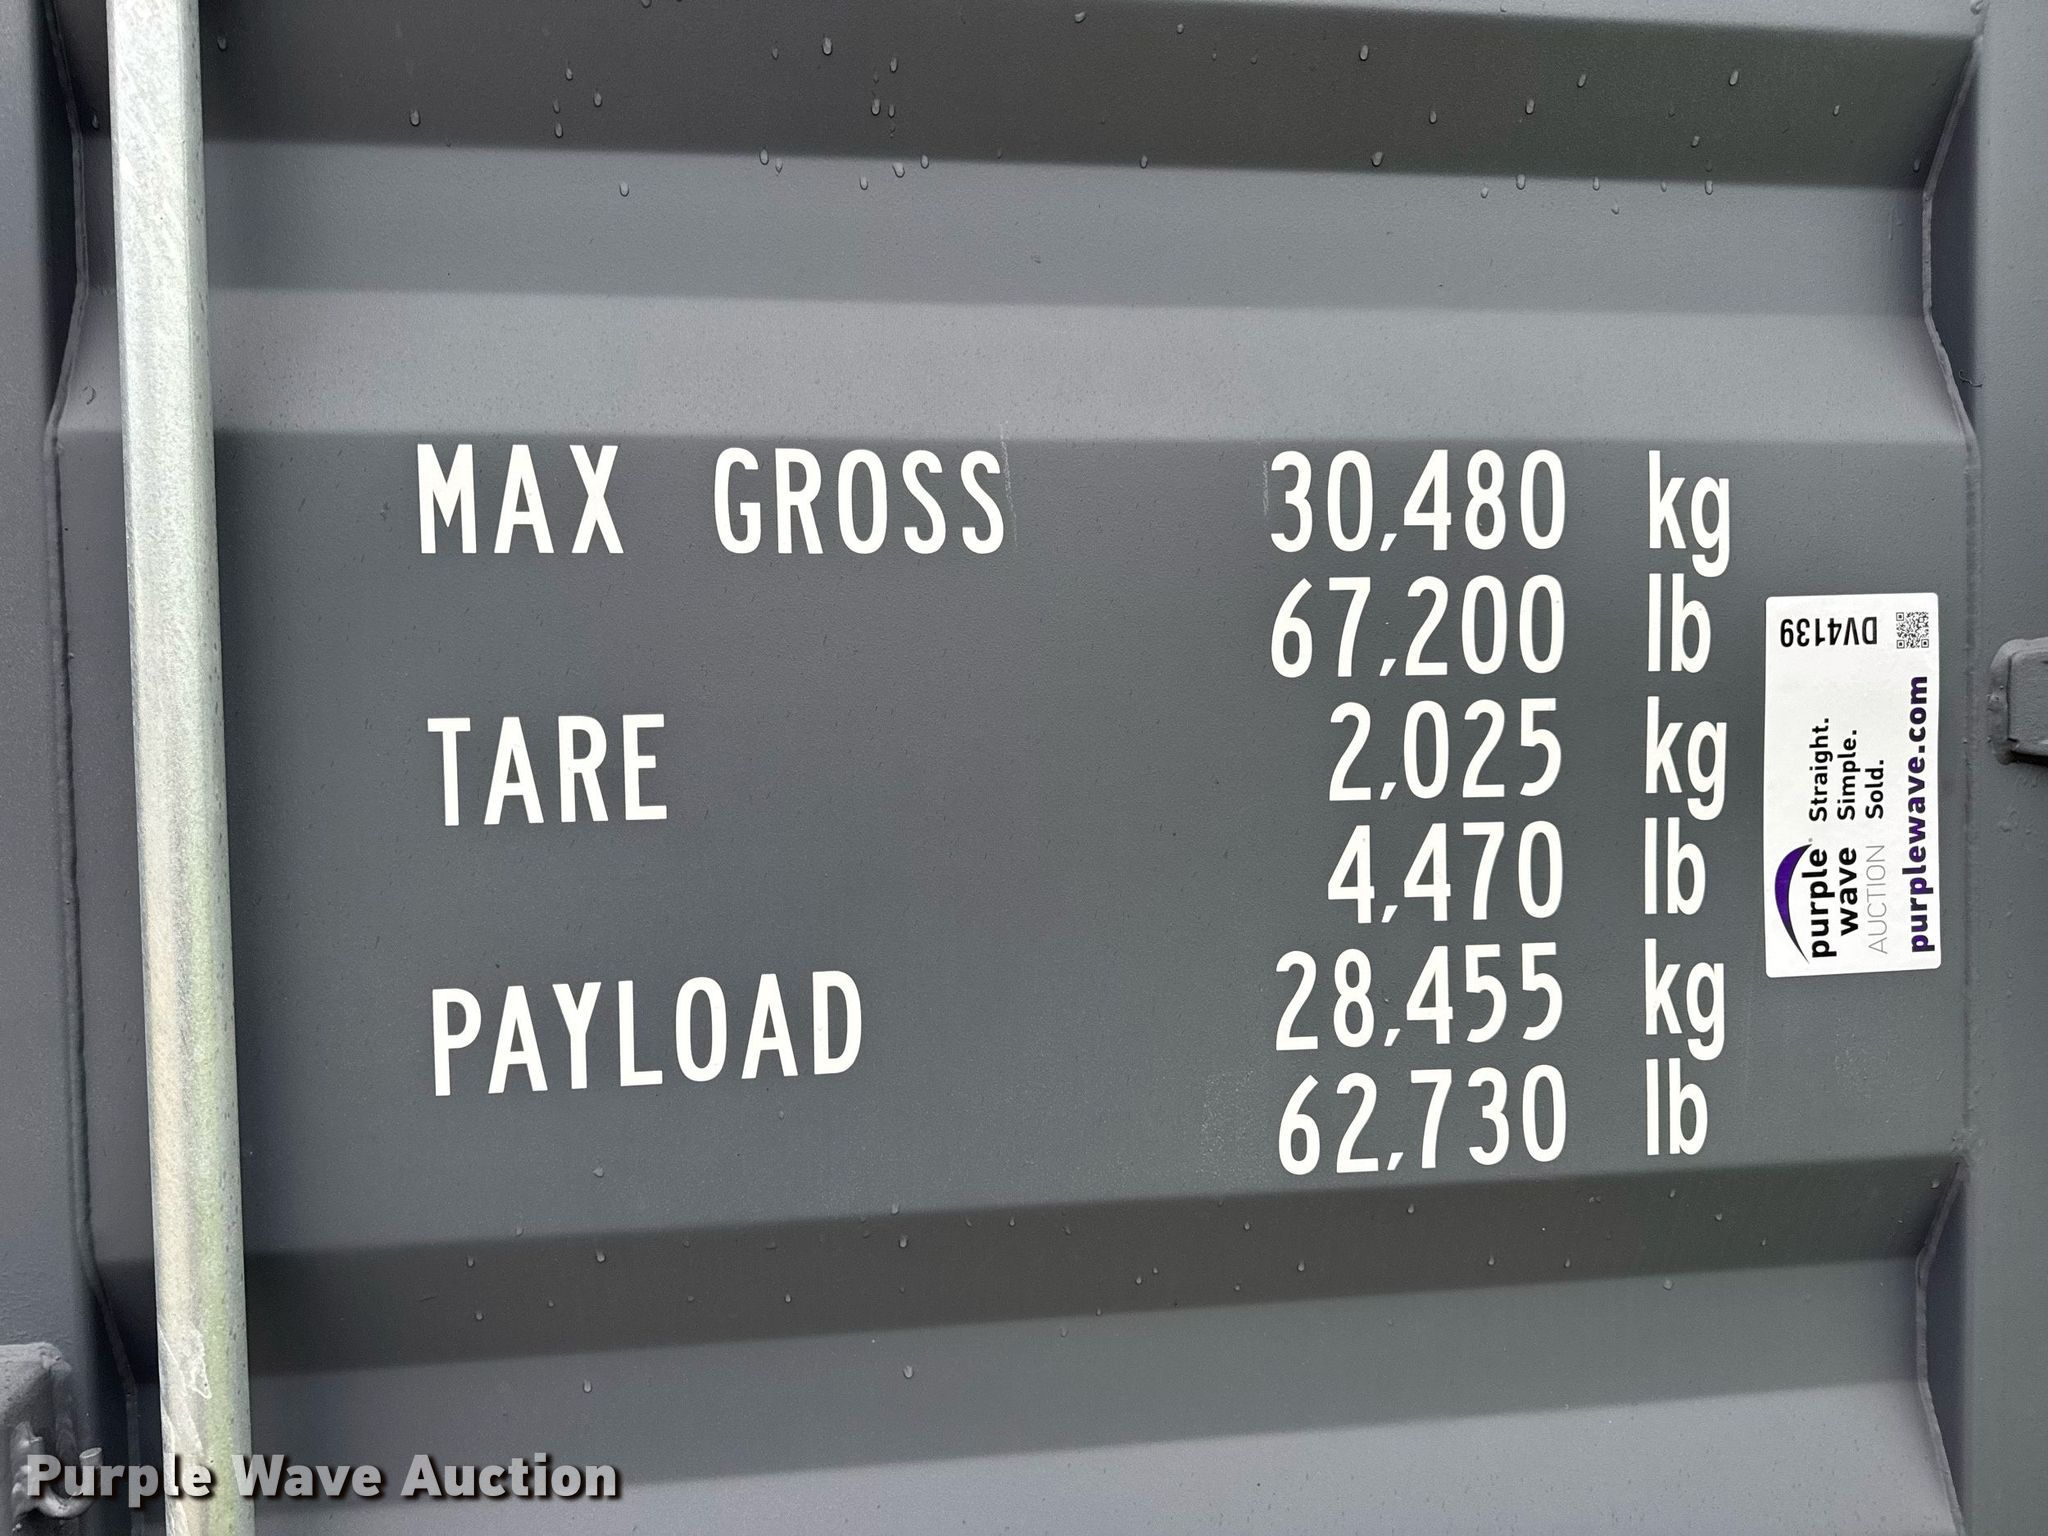 MAX GROSS 30,480 kg
67,200 lb
TARE 2,025 kg
4,470 lb
PAYLOAD 28,455 kg
62,730 lb
DV4139
purple wave AUCTION
Straight.
Simple.
Sold.
purplewave.com
Purple Wave Auction